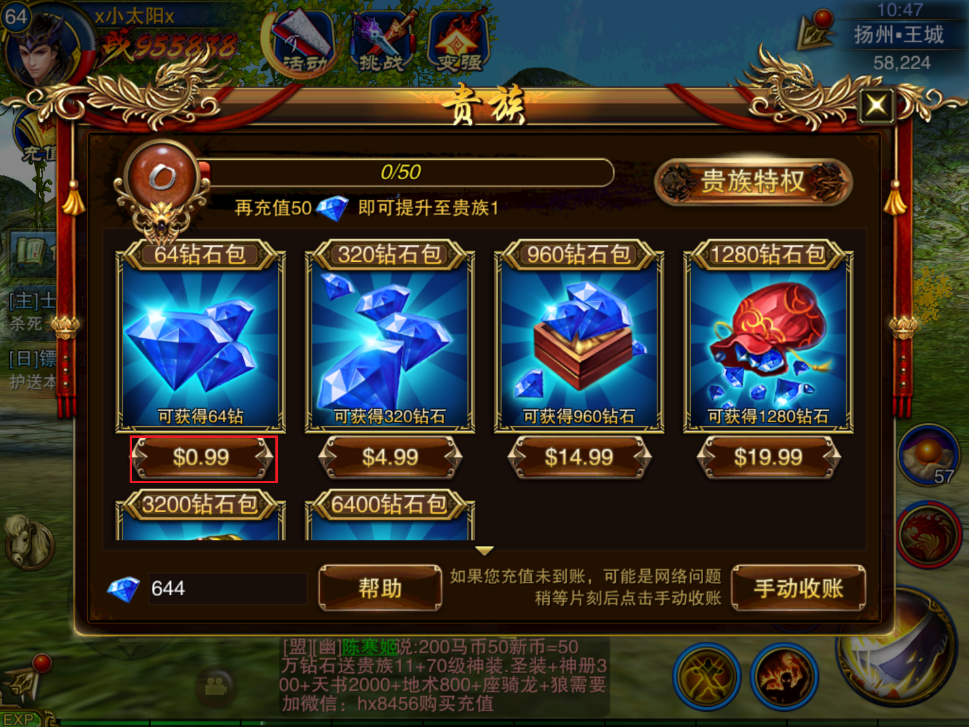 64
x小太阳x
战955838
活动
挑战
变强
10:47
扬州▪王城
58,224
贵族
0
0/50
贵族特权
再充值50 即可提升至贵族1
64钻石包
320钻石包
960钻石包
1280钻石包
可获得64钻
可获得320钻石
可获得960钻石
可获得1280钻石
$0.99
$4.99
$14.99
$19.99
3200钻石包
6400钻石包
[主]士
杀死
[日]镖
护送本
57
644
帮助
如果您充值未到账，可能是网络问题
稍等片刻后点击手动收账
手动收账
[盟][幽]陈寒姬说:200马币50新币=50
万钻石送贵族11+70级神装.圣装+神册3
00+天书2000+地术800+座骑龙+狼需要
加微信：hx8456购买充值
EXP